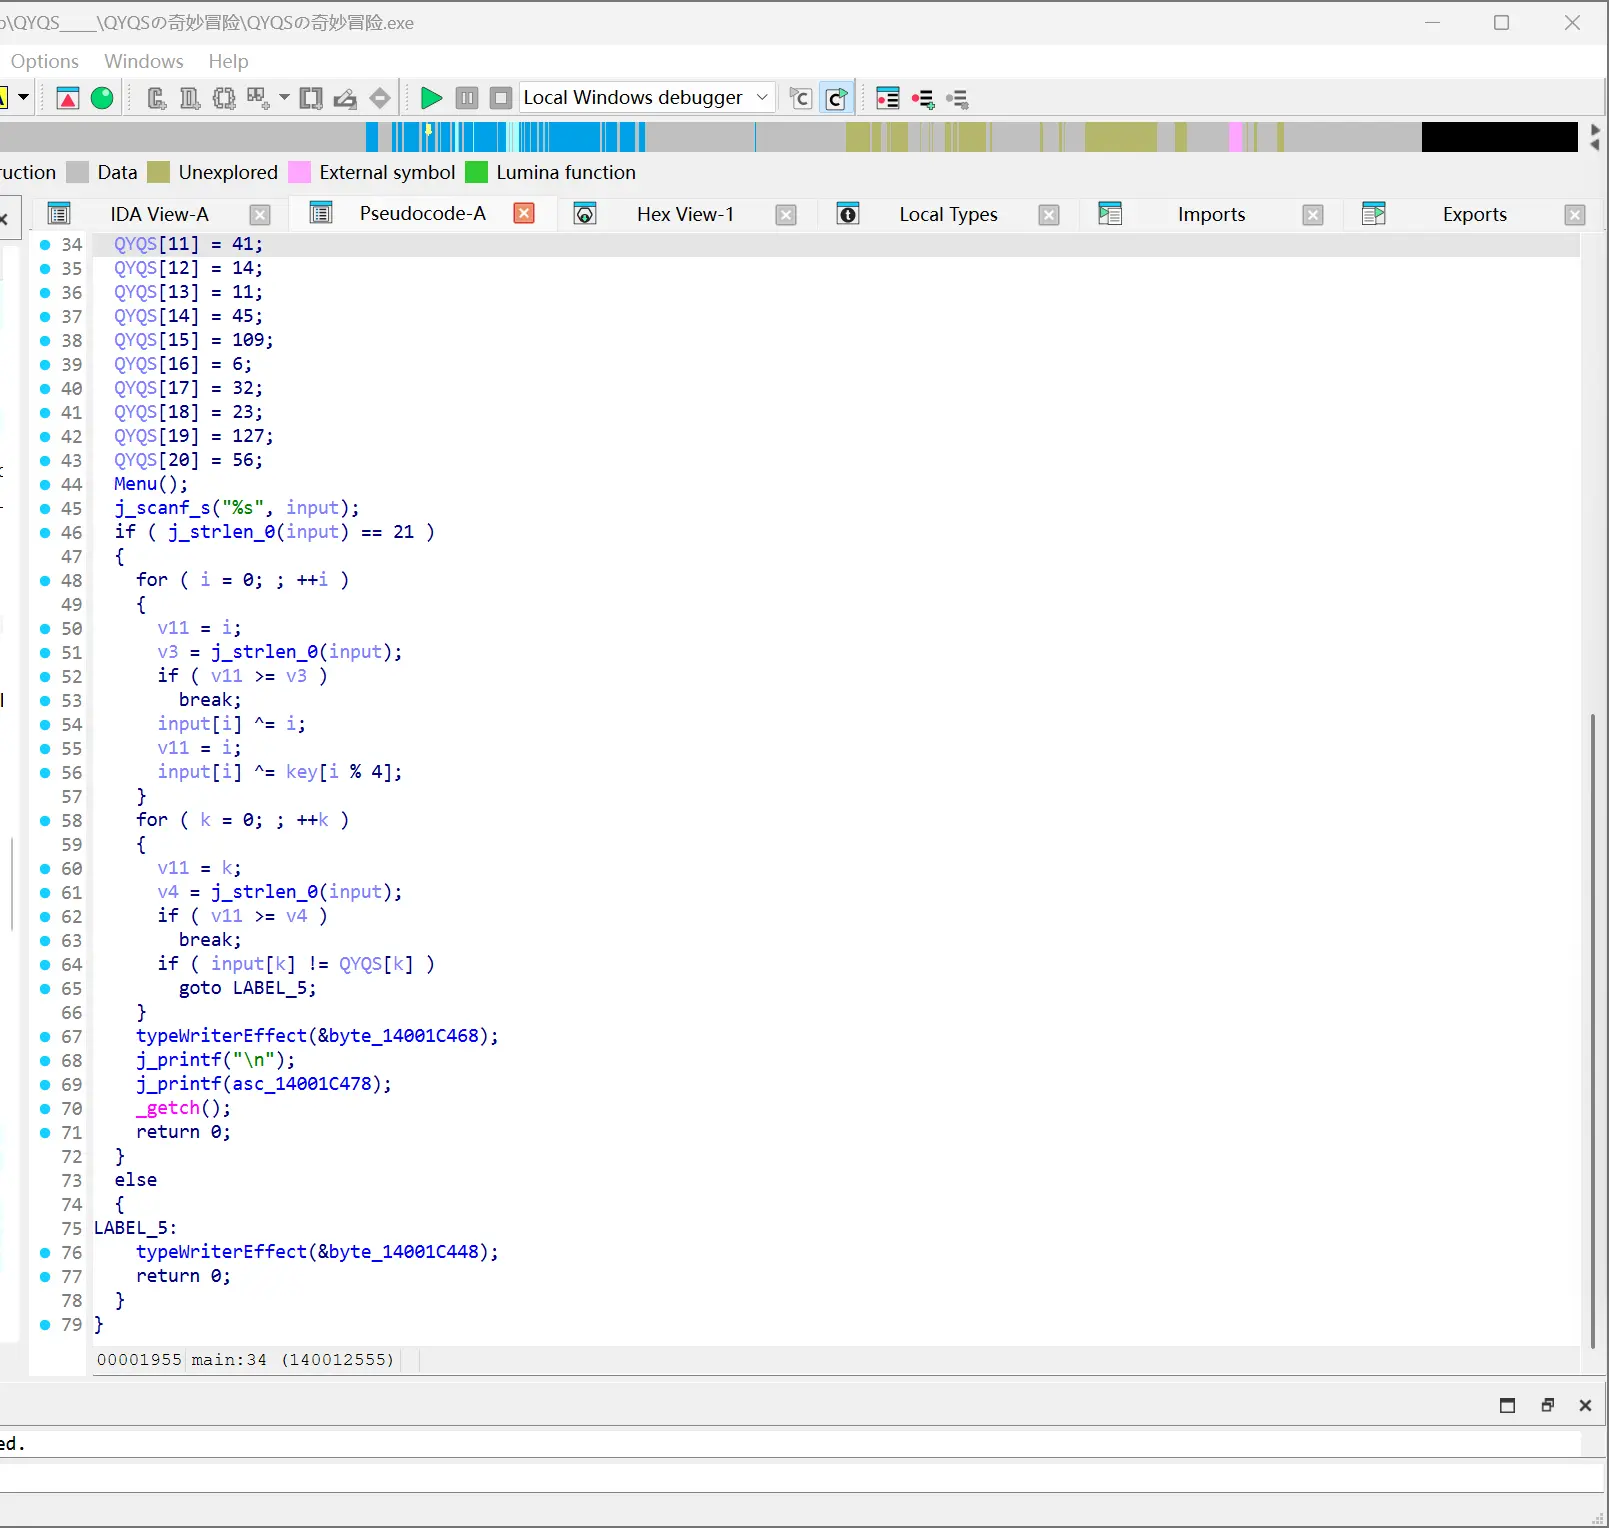 \QYQS____\QYQSの奇妙冒险\QYQSの奇妙冒险.exe
Options Windows Help
Local Windows debugger
Data Unexplored External symbol Lumina function
IDA View-A Pseudocode-A Hex View-1 Local Types Imports Exports
34 QYQS[11] = 41;
35 QYQS[12] = 14;
36 QYQS[13] = 11;
37 QYQS[14] = 45;
38 QYQS[15] = 109;
39 QYQS[16] = 6;
40 QYQS[17] = 32;
41 QYQS[18] = 23;
42 QYQS[19] = 127;
43 QYQS[20] = 56;
44 Menu();
45 j_scanf_s("%s", input);
46 if ( j_strlen_0(input) == 21 )
47 {
48 for ( i = 0; ; ++i )
49 {
50 v11 = i;
51 v3 = j_strlen_0(input);
52 if ( v11 >= v3 )
53 break;
54 input[i] ^= i;
55 v11 = i;
56 input[i] ^= key[i % 4];
57 }
58 for ( k = 0; ; ++k )
59 {
60 v11 = k;
61 v4 = j_strlen_0(input);
62 if ( v11 >= v4 )
63 break;
64 if ( input[k] != QYQS[k] )
65 goto LABEL_5;
66 }
67 typeWriterEffect(&byte_14001C468);
68 j_printf("\n");
69 j_printf(asc_14001C478);
70 _getch();
71 return 0;
72 }
73 else
74 {
75 LABEL_5:
76 typeWriterEffect(&byte_14001C448);
77 return 0;
78 }
79 }
00001955 main:34 (140012555)
ed.